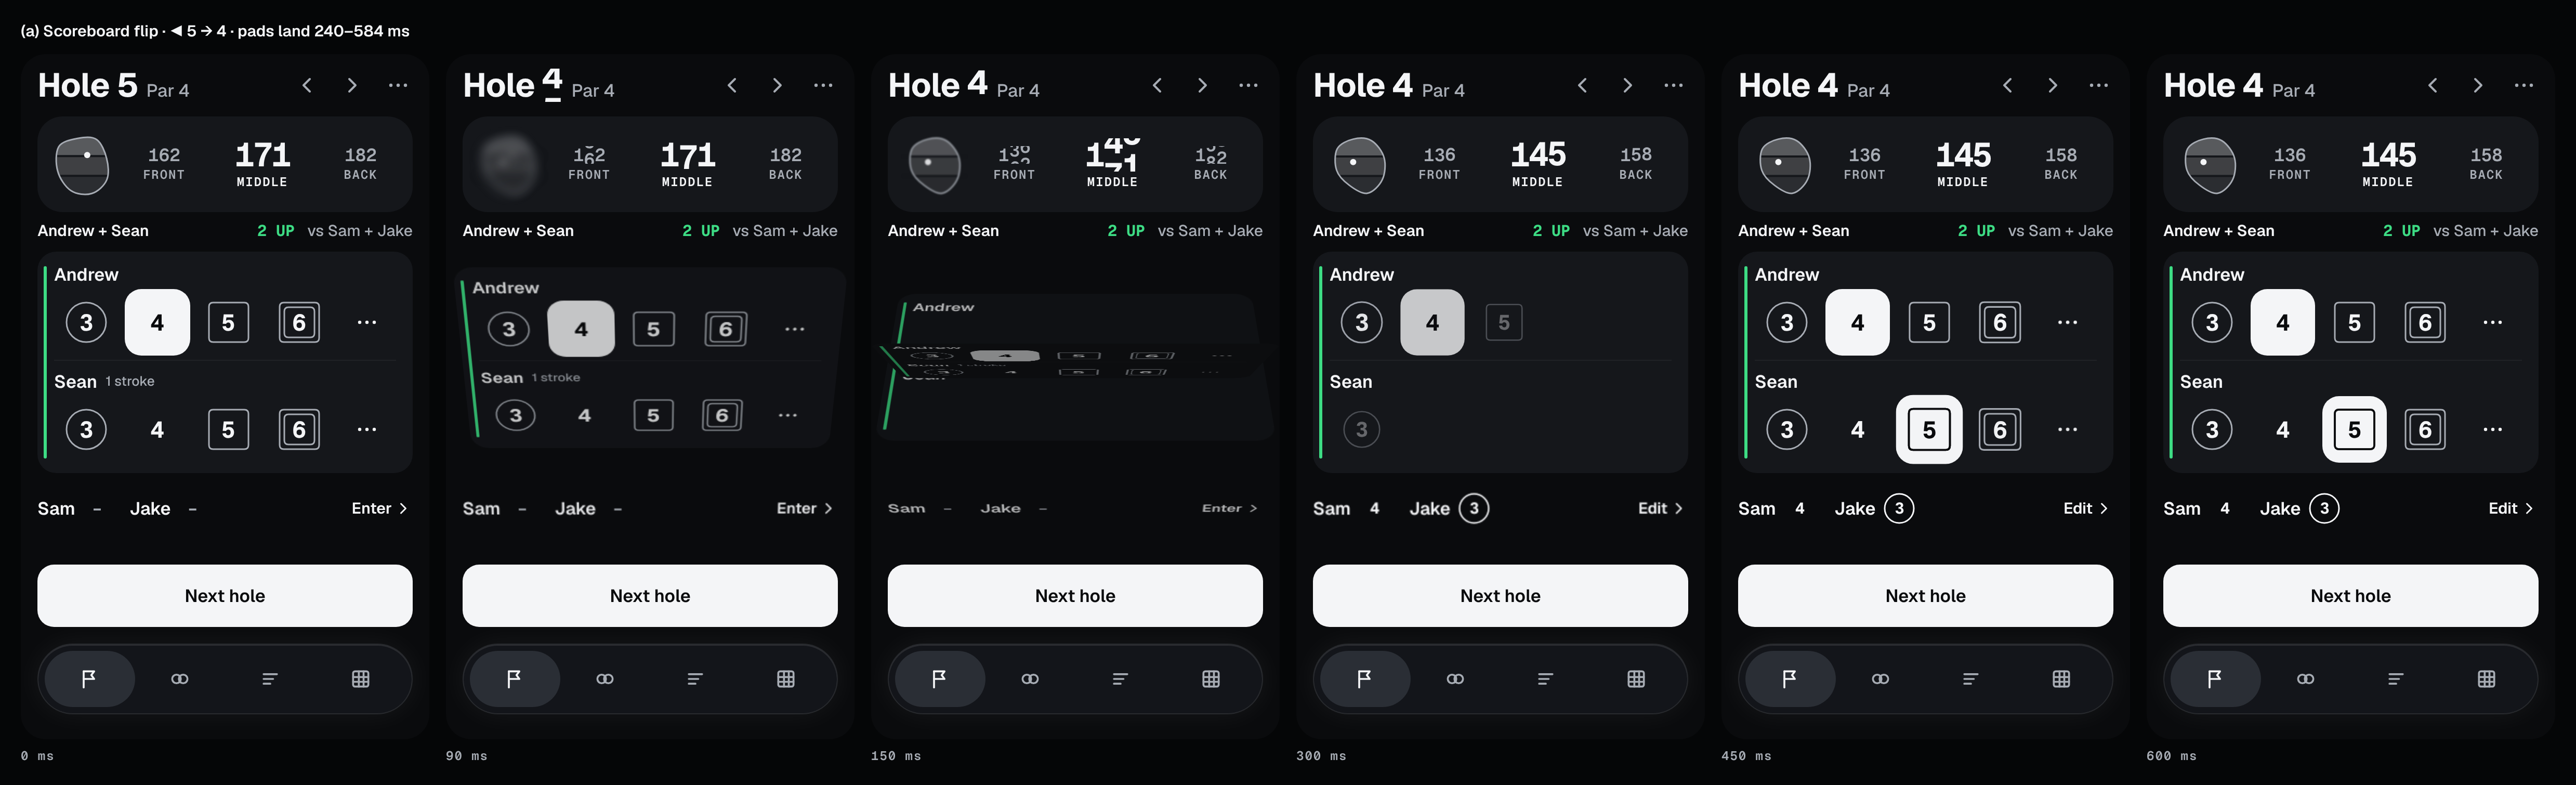 (a) Scoreboard flip · ◀ 5 → 4 · pads land 240–584 ms
Hole 5 Par 4
162 171 182
FRONT MIDDLE BACK
Andrew + Sean 2 UP vs Sam + Jake
Andrew
3 4 5 6 ...
Sean 1 stroke
3 4 5 6 ...
Sam – Jake – Enter >
Next hole
0 ms
Hole 4 Par 4
171 182
FRONT MIDDLE BACK
Andrew + Sean 2 UP vs Sam + Jake
Andrew
3 4 5 6 ...
Sean 1 stroke
3 4 5 6 ...
Sam – Jake – Enter >
Next hole
90 ms
Hole 4 Par 4
FRONT MIDDLE BACK
Andrew + Sean 2 UP vs Sam + Jake
Andrew
Sam – Jake – Enter >
Next hole
150 ms
Hole 4 Par 4
136 145 158
FRONT MIDDLE BACK
Andrew + Sean 2 UP vs Sam + Jake
Andrew
3 4 5
Sean
3
Sam 4 Jake 3 Edit >
Next hole
300 ms
Hole 4 Par 4
136 145 158
FRONT MIDDLE BACK
Andrew + Sean 2 UP vs Sam + Jake
Andrew
3 4 5 6 ...
Sean
3 4 5 6 ...
Sam 4 Jake 3 Edit >
Next hole
450 ms
Hole 4 Par 4
136 145 158
FRONT MIDDLE BACK
Andrew + Sean 2 UP vs Sam + Jake
Andrew
3 4 5 6 ...
Sean
3 4 5 6 ...
Sam 4 Jake 3 Edit >
Next hole
600 ms